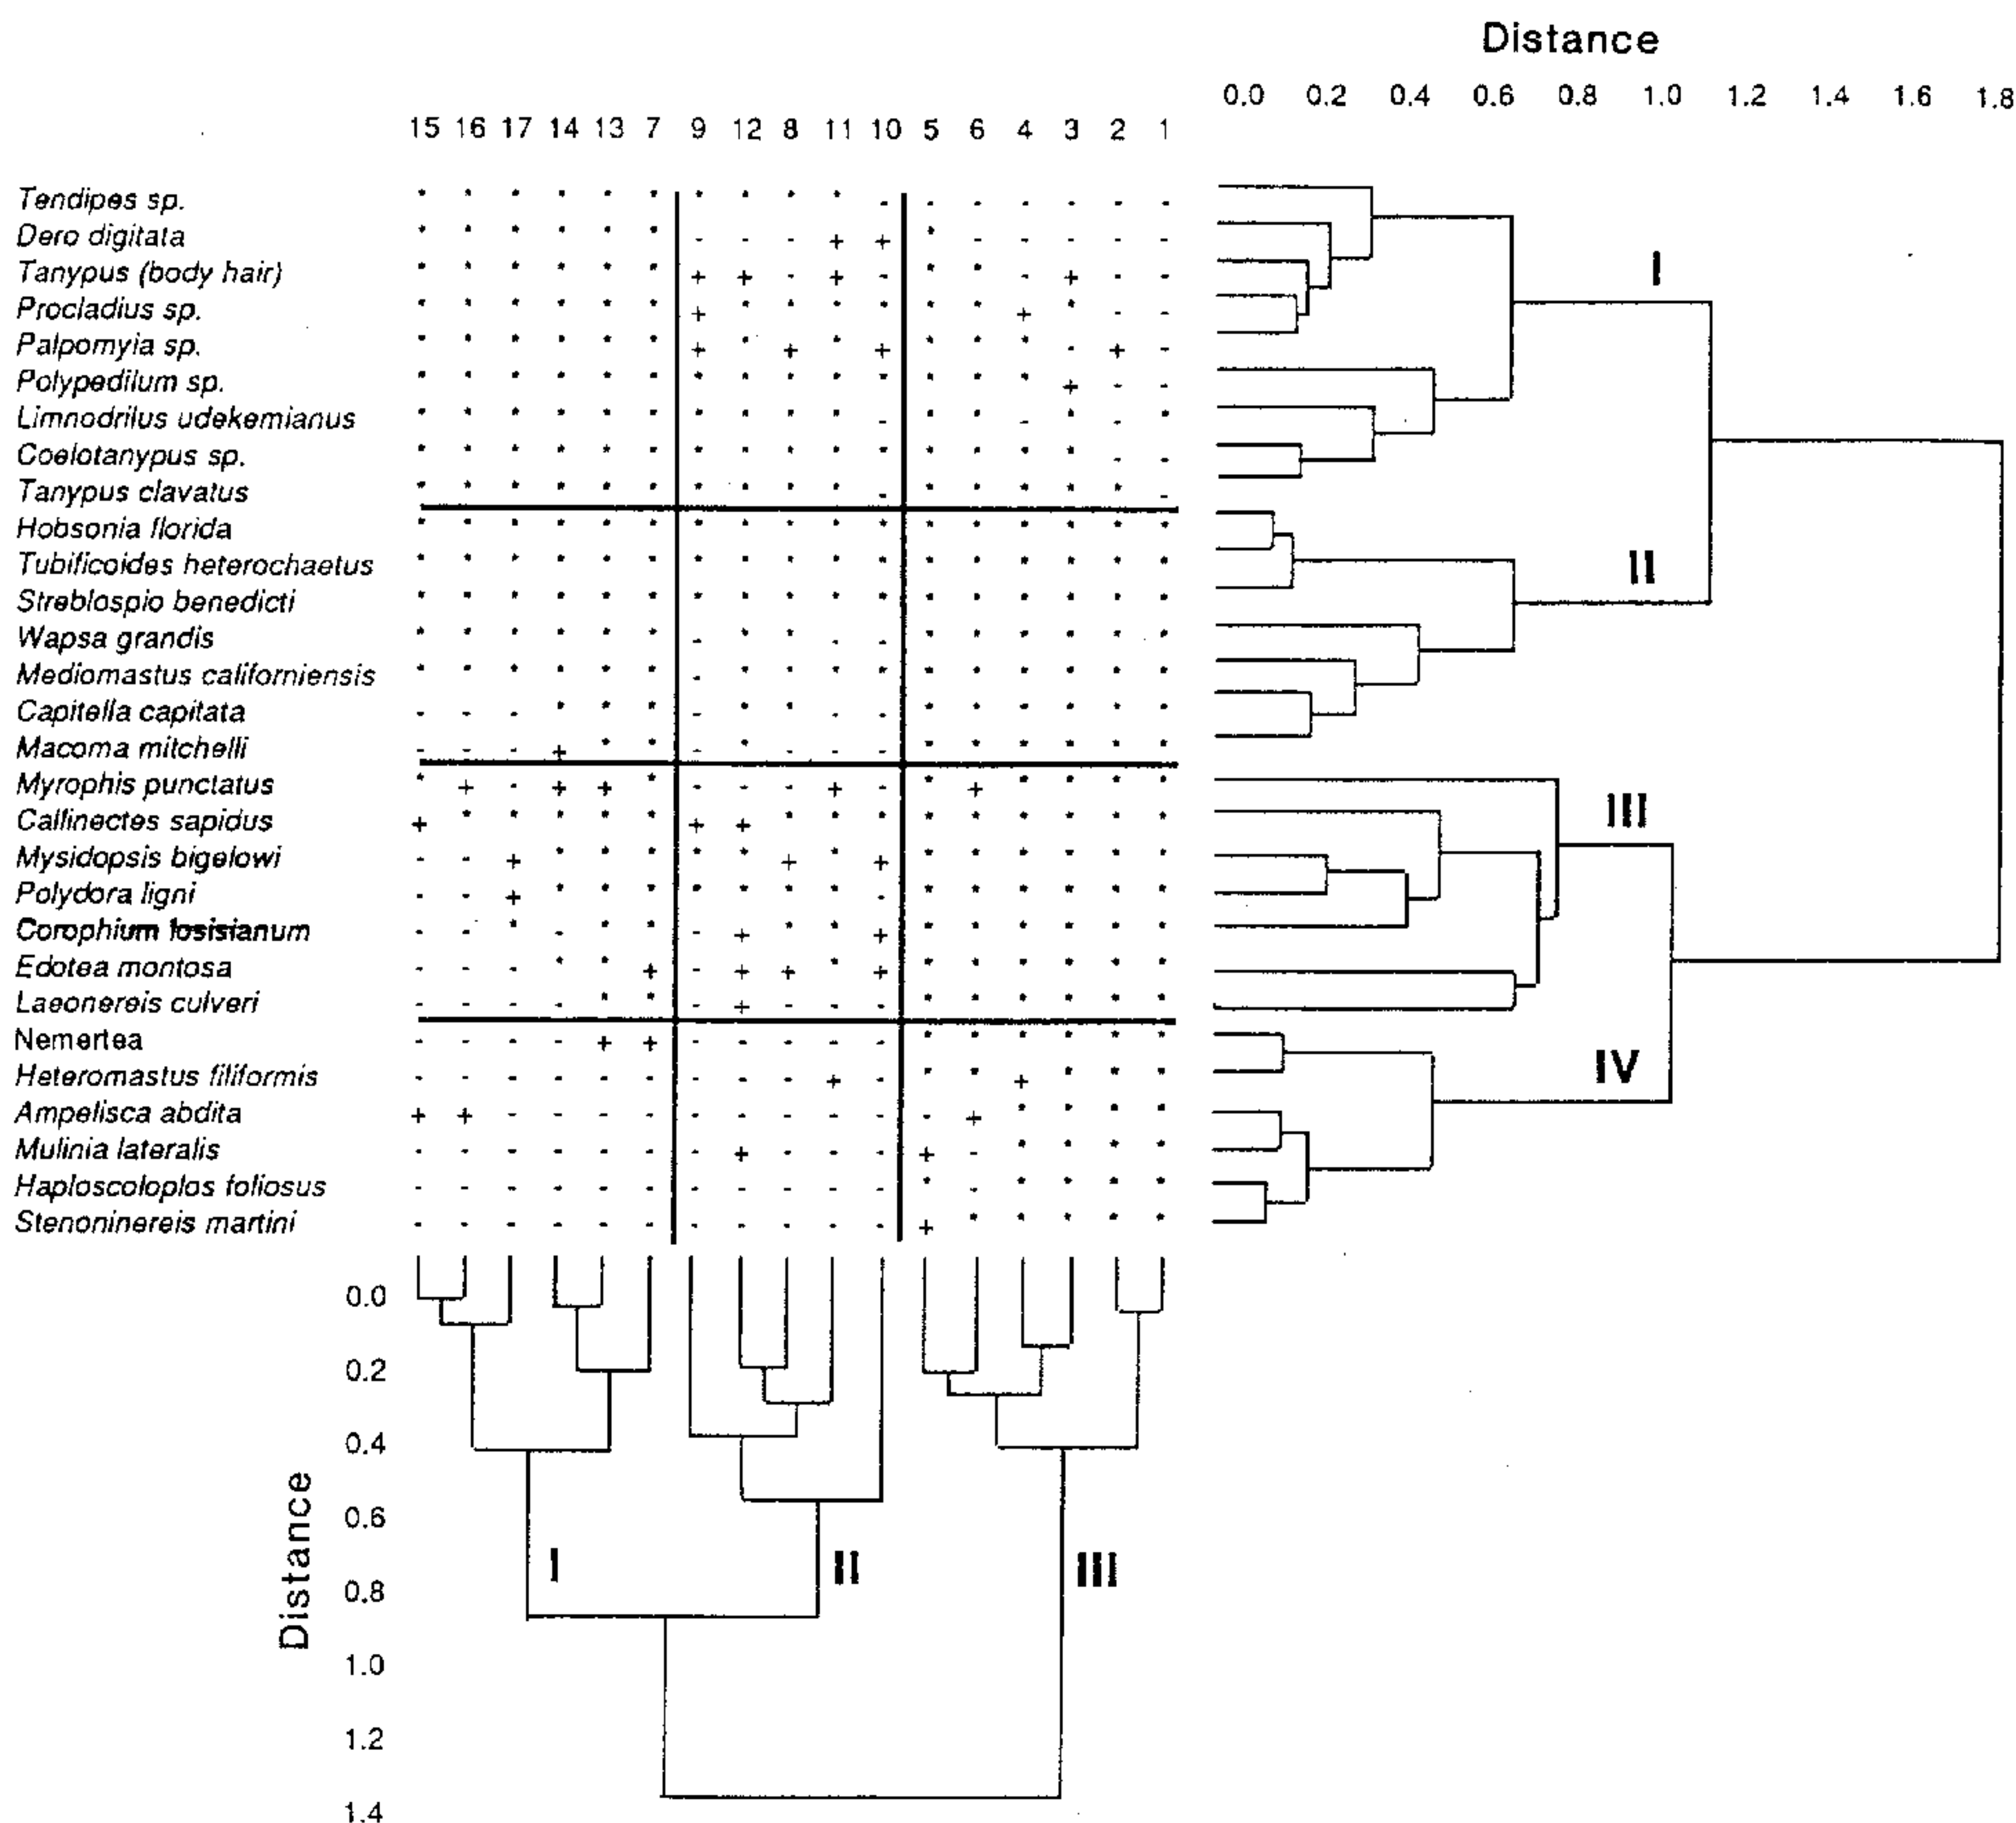 Distance
0.0 0.2 0.4 0.6 0.8 1.0 1.2 1.4 1.6 1.8
15 16 17 14 13 7 9 12 8 11 10 5 6 4 3 2 1
Tendipes sp.
Dero digitata
Tanypus (body hair)
I
Procladius sp.
Palpomyia sp.
Polypedilum sp.
Limnodrilus udekemianus
Coelotanypus sp.
Tanypus clavatus
Hobsonia florida
Tubificoides heterochaetus
II
Streblospio benedicti
Wapsa grandis
Mediomastus californiensis
Capitella capitata
Macoma mitchelli
Myrophis punctatus
III
Callinectes sapidus
Mysidopsis bigelowi
Polydora ligni
Corophium
Edotea montosa
Laeonereis culveri
Nemertea
IV
Heteromastus filiformis
Ampelisca abdita
Mulinia lateralis
Haploscoloplos foliosus
Stenoninereis martini
0.0
0.2
0.4
0.6
I II III
0.8
1.0
1.2
1.4
Distance